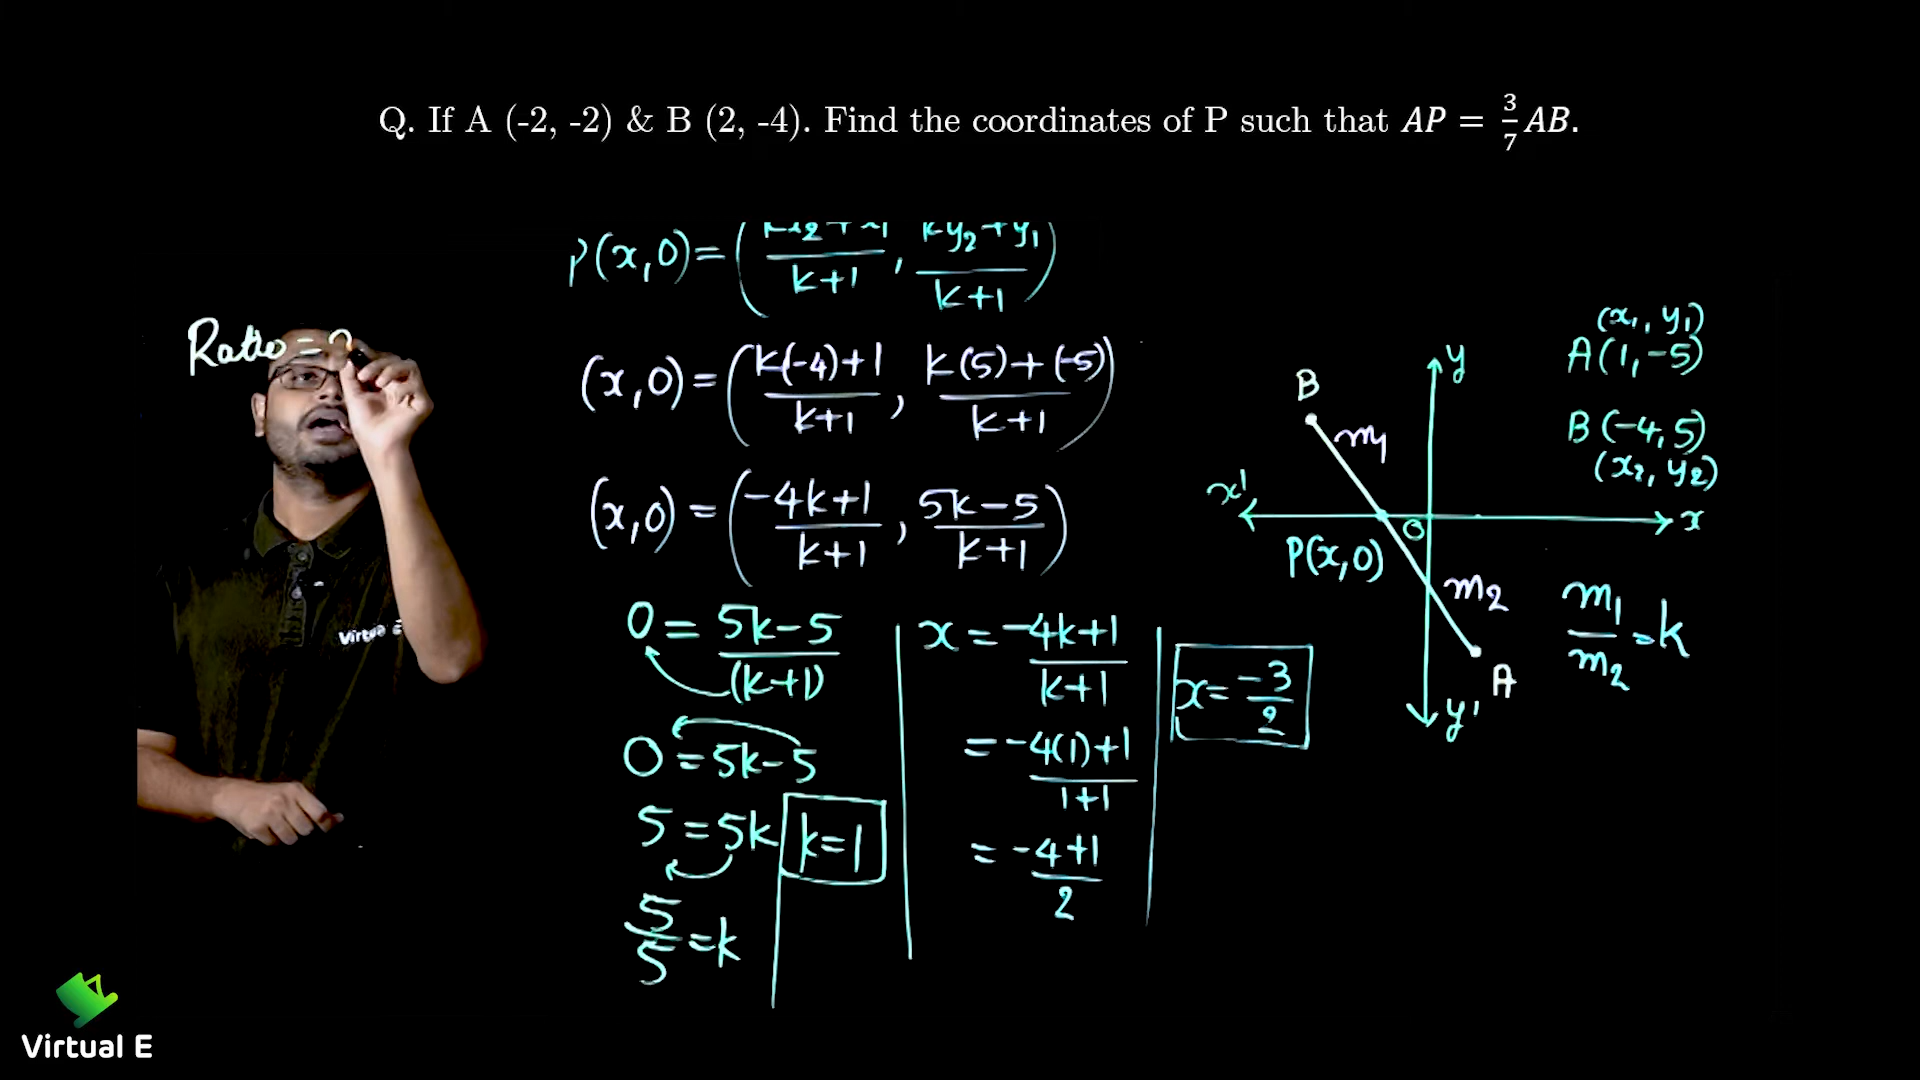 Q. If A (-2, -2) & B (2, -4). Find the coordinates of P such that AP = 3/7 AB.
Ratio =
P(x,0) = (kx2+x1/k+1, ky2+y1/k+1)
(x,0) = (k(-4)+1/k+1, k(5)+(-5)/k+1)
(x,0) = (-4k+1/k+1, 5k-5/k+1)
0 = 5k-5/(k+1)
0 = 5k-5
5 = 5k
5/5 = k
k=1
x = -4k+1/k+1
= -4(1)+1/1+1
= -4+1/2
x = -3/2
(x1, y1)
A(1,-5)
B(-4,5)
(x2, y2)
y
B
m1
x'
O
x
P(x,0)
m2
A
y'
m1/m2 = k
Virtual E
Virtual E